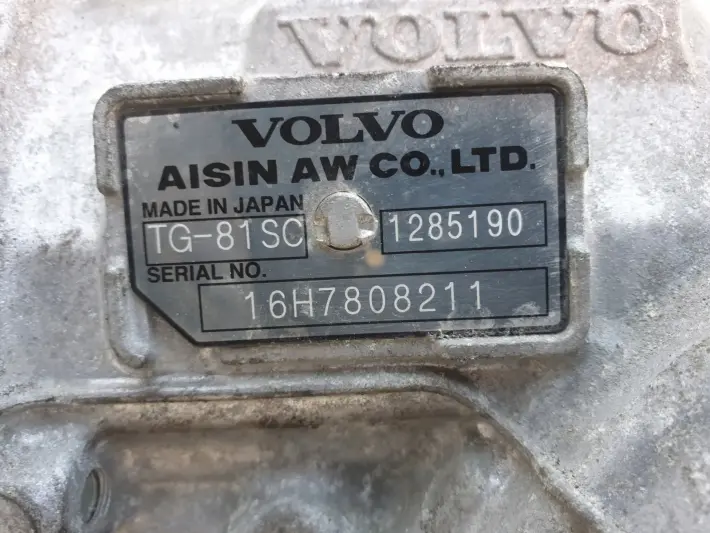 VOLVO
VOLVO
AISIN AW CO.,LTD.
MADE IN JAPAN
TG-81SC 1285190
SERIAL NO.
16H7808211